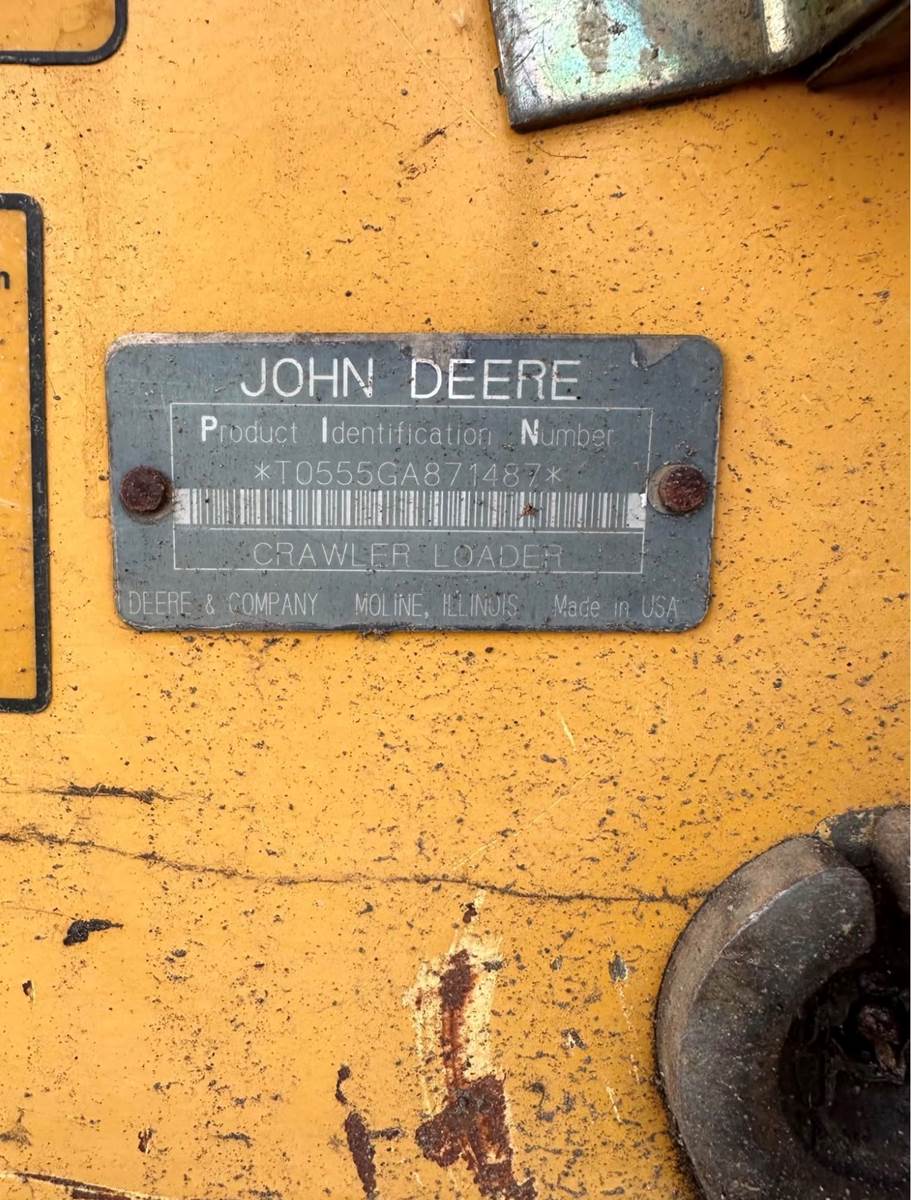 n
JOHN DEERE
Product Identification Number
*T0555GA871487*
CRAWLER LOADER
DEERE & COMPANY MOLINE, ILLINOIS Made in USA